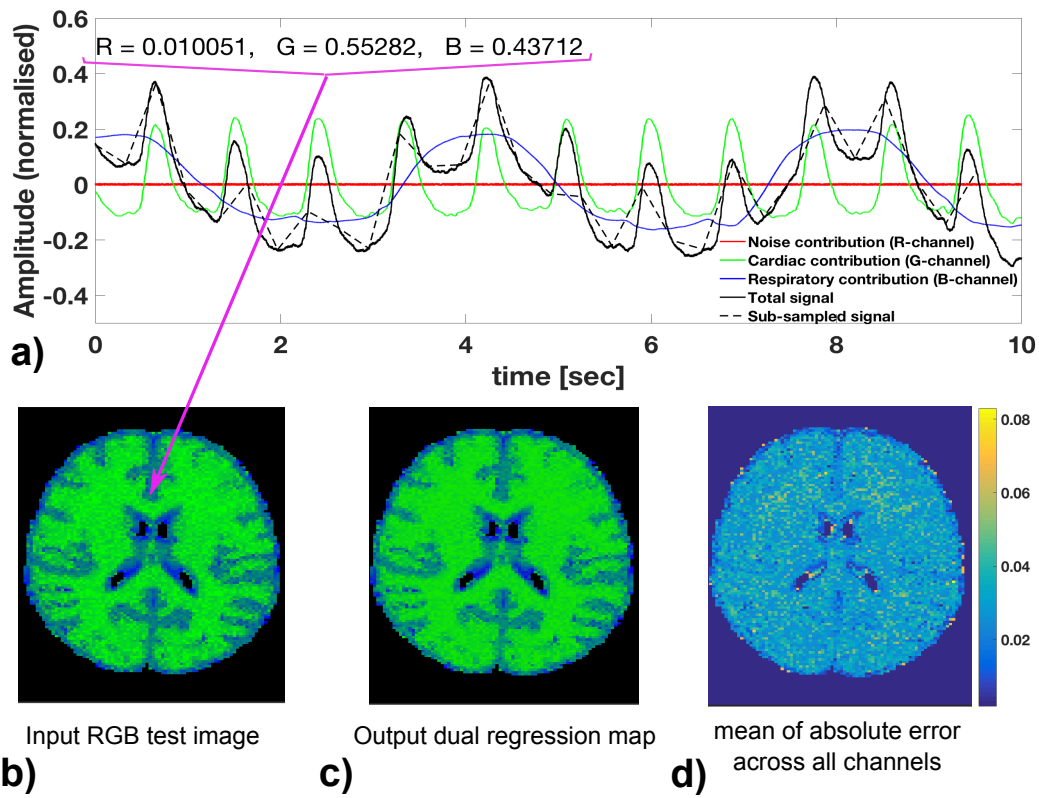 R = 0.010051, G = 0.55282, B = 0.43712
0.6
0.4
0.2
0
-0.2
-0.4
Amplitude (normalised)
Noise contribution (R-channel)
Cardiac contribution (G-channel)
Respiratory contribution (B-channel)
Total signal
Sub-sampled signal
0 2 4 6 8 10
time [sec]
a)
0.08
0.06
0.04
0.02
Input RGB test image
b)
Output dual regression map
c)
mean of absolute error
across all channels
d)